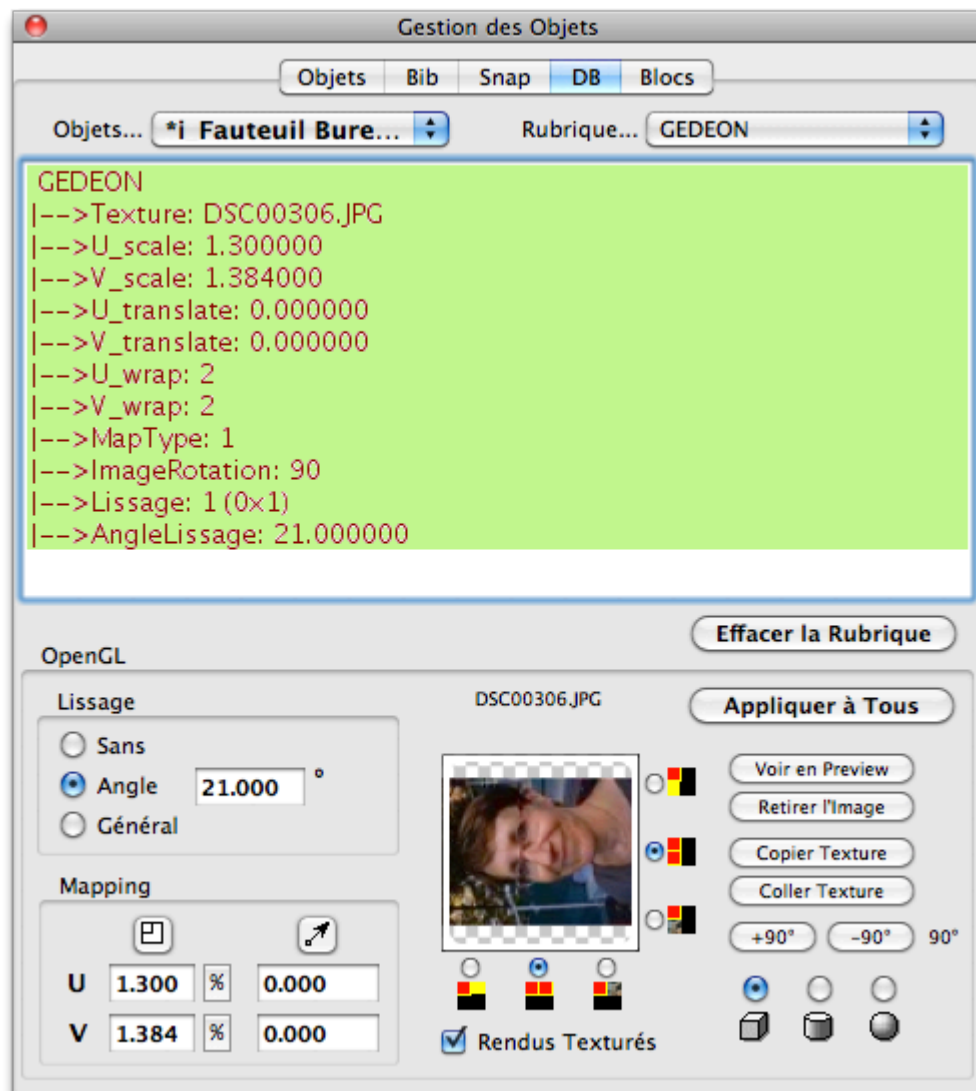 Gestion des Objets
Objets Bib Snap DB Blocs
Objets... *i Fauteuil Bure... Rubrique... GEDEON
GEDEON
|-->Texture: DSC00306.JPG
|-->U_scale: 1.300000
|-->V_scale: 1.384000
|-->U_translate: 0.000000
|-->V_translate: 0.000000
|-->U_wrap: 2
|-->V_wrap: 2
|-->MapType: 1
|-->ImageRotation: 90
|-->Lissage: 1 (0x1)
|-->AngleLissage: 21.000000
Effacer la Rubrique
OpenGL
Lissage
DSC00306.JPG
Appliquer à Tous
Sans
Angle 21.000 °
Général
Voir en Preview
Retirer l'Image
Copier Texture
Coller Texture
+90° -90° 90°
Mapping
U 1.300 % 0.000
V 1.384 % 0.000
Rendus Texturés